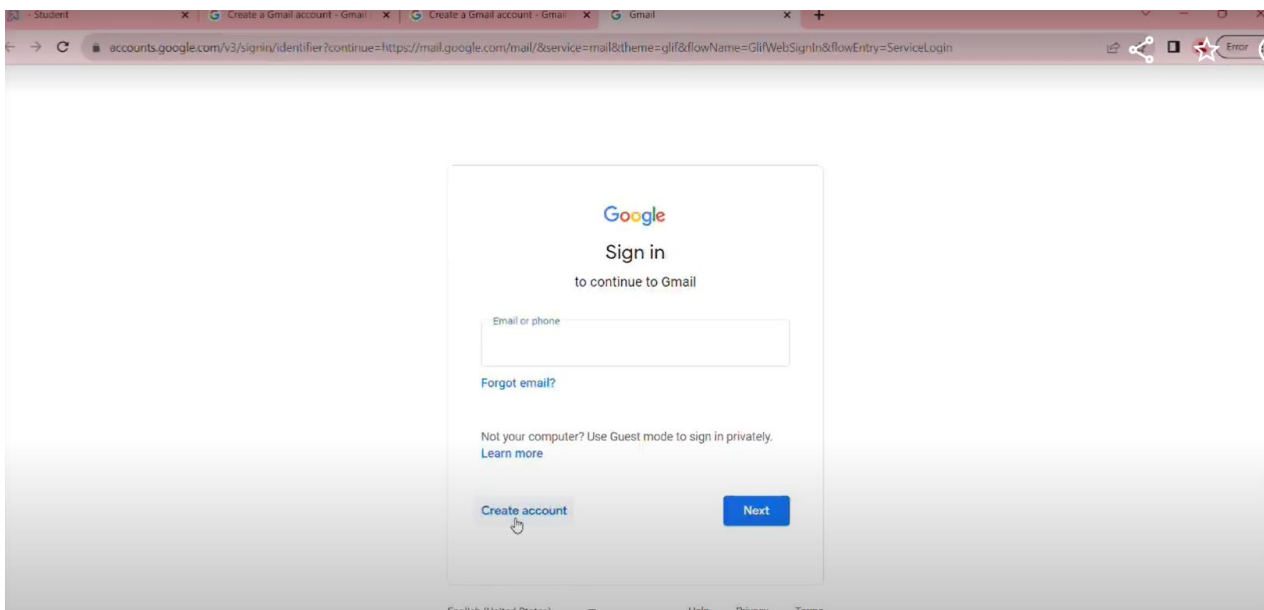 - Student
Create a Gmail account - Gmail
Create a Gmail account - Gmail
Gmail
accounts.google.com/v3/signin/identifier?continue=https://mail.google.com/mail/&service=mail&theme=glif&flowName=GlifWebSignIn&flowEntry=ServiceLogin
Error
Google
Sign in
to continue to Gmail
Email or phone
Forgot email?
Not your computer? Use Guest mode to sign in privately.
Learn more
Create account
Next
English (United States)
Help
Privacy
Terms